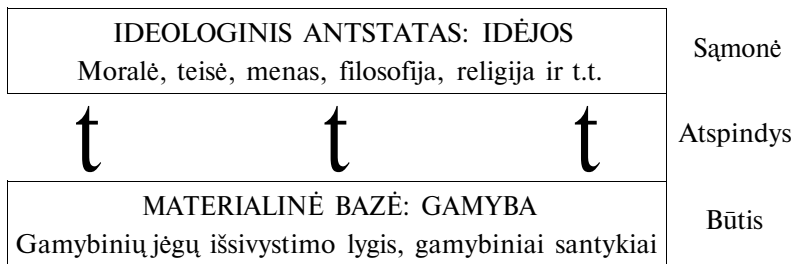 IDEOLOGINIS ANTSTATAS: IDĖJOS
Moralė, teisė, menas, filosofija, religija ir t.t.
Sąmonė
t t t
Atspindys
MATERIALINĖ BAZĖ: GAMYBA
Gamybinių jėgų išsivystimo lygis, gamybiniai santykiai
Būtis